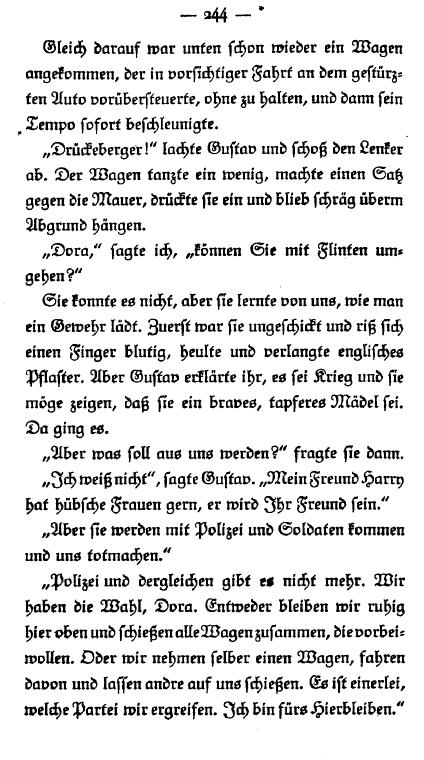 — 244 —
Gleich darauf war unten schon wieder ein Wagen
angekommen, der in vorsichtiger Fahrt an dem gestürz-
ten Auto vorübersteuerte, ohne zu halten, und dann sein
Tempo sofort beschleunigte.
„Drückeberger!“ lachte Gustav und schoß den Lenker
ab. Der Wagen tanzte ein wenig, machte einen Satz
gegen die Mauer, drückte sie ein und blieb schräg überm
Abgrund hängen.
„Dora,“ sagte ich, „können Sie mit Flinten um-
gehen?“
Sie konnte es nicht, aber sie lernte von uns, wie man
ein Gewehr lädt. Zuerst war sie ungeschickt und riß sich
einen Finger blutig, heulte und verlangte englisches
Pflaster. Aber Gustav erklärte ihr, es sei Krieg und sie
möge zeigen, daß sie ein braves, tapferes Mädel sei.
Da ging es.
„Aber was soll aus uns werden?“ fragte sie dann.
„Ich weiß nicht“, sagte Gustav. „Mein Freund Harry
hat hübsche Frauen gern, er wird Ihr Freund sein.“
„Aber sie werden mit Polizei und Soldaten kommen
und uns totmachen.“
„Polizei und dergleichen gibt es nicht mehr. Wir
haben die Wahl, Dora. Entweder bleiben wir ruhig
hier oben und schießen alle Wagen zusammen, die vorbei-
wollen. Oder wir nehmen selber einen Wagen, fahren
davon und lassen andre auf uns schießen. Es ist einerlei,
welche Partei wir ergreifen. Ich bin fürs Hierbleiben.“